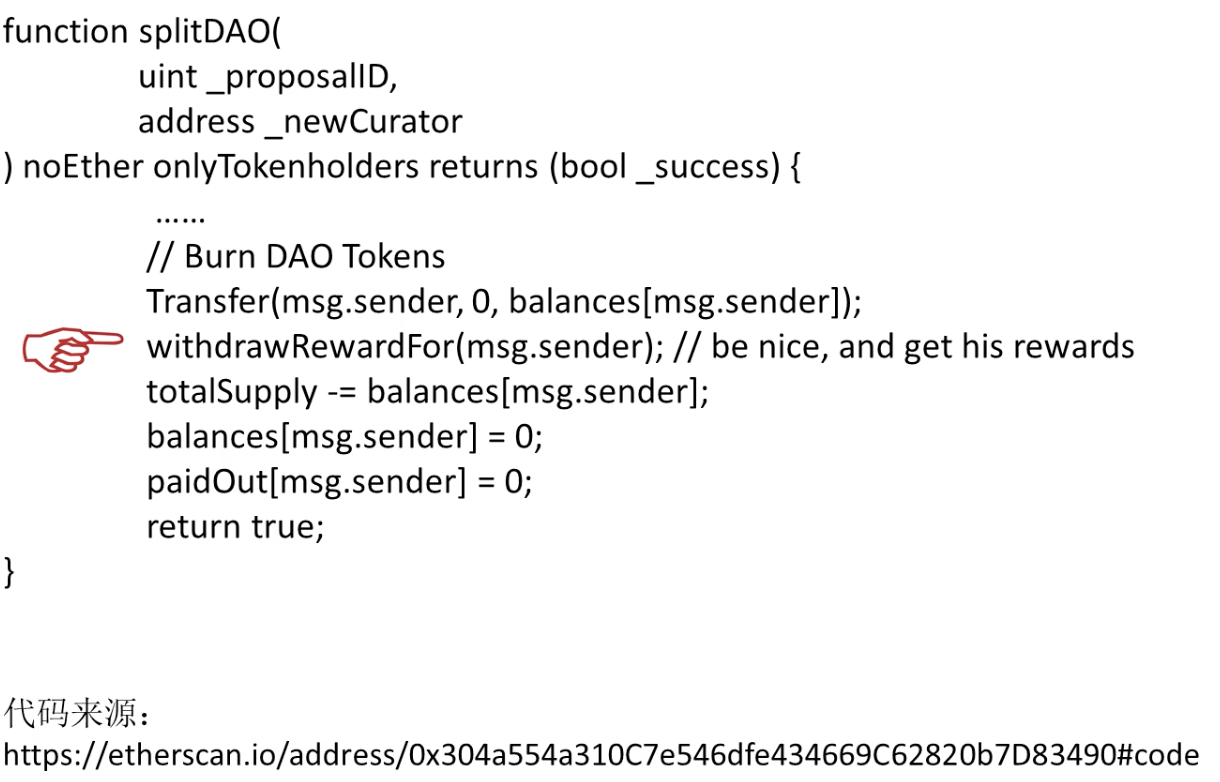 function splitDAO(
uint _proposalID,
address _newCurator
) noEther onlyTokenholders returns (bool _success) {
……
// Burn DAO Tokens
Transfer(msg.sender, 0, balances[msg.sender]);
withdrawRewardFor(msg.sender); // be nice, and get his rewards
totalSupply -= balances[msg.sender];
balances[msg.sender] = 0;
paidOut[msg.sender] = 0;
return true;
}
代码来源：
https://etherscan.io/address/0x304a554a310C7e546dfe434669C62820b7D83490#code